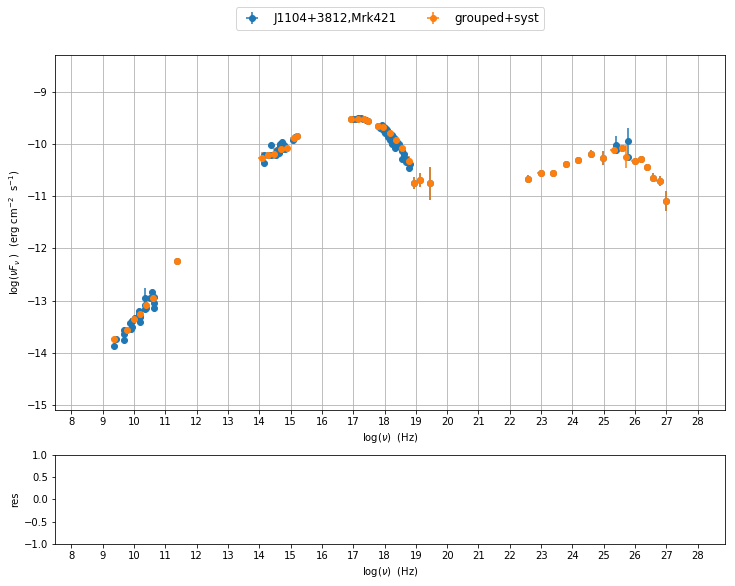 J1104+3812,Mrk421 grouped+syst
−9
−10
−11
−12
−13
−14
−15
log(νFν) (erg cm⁻² s⁻¹)
8 9 10 11 12 13 14 15 16 17 18 19 20 21 22 23 24 25 26 27 28
log(ν) (Hz)
1.0
0.5
0.0
−0.5
−1.0
res
8 9 10 11 12 13 14 15 16 17 18 19 20 21 22 23 24 25 26 27 28
log(ν) (Hz)